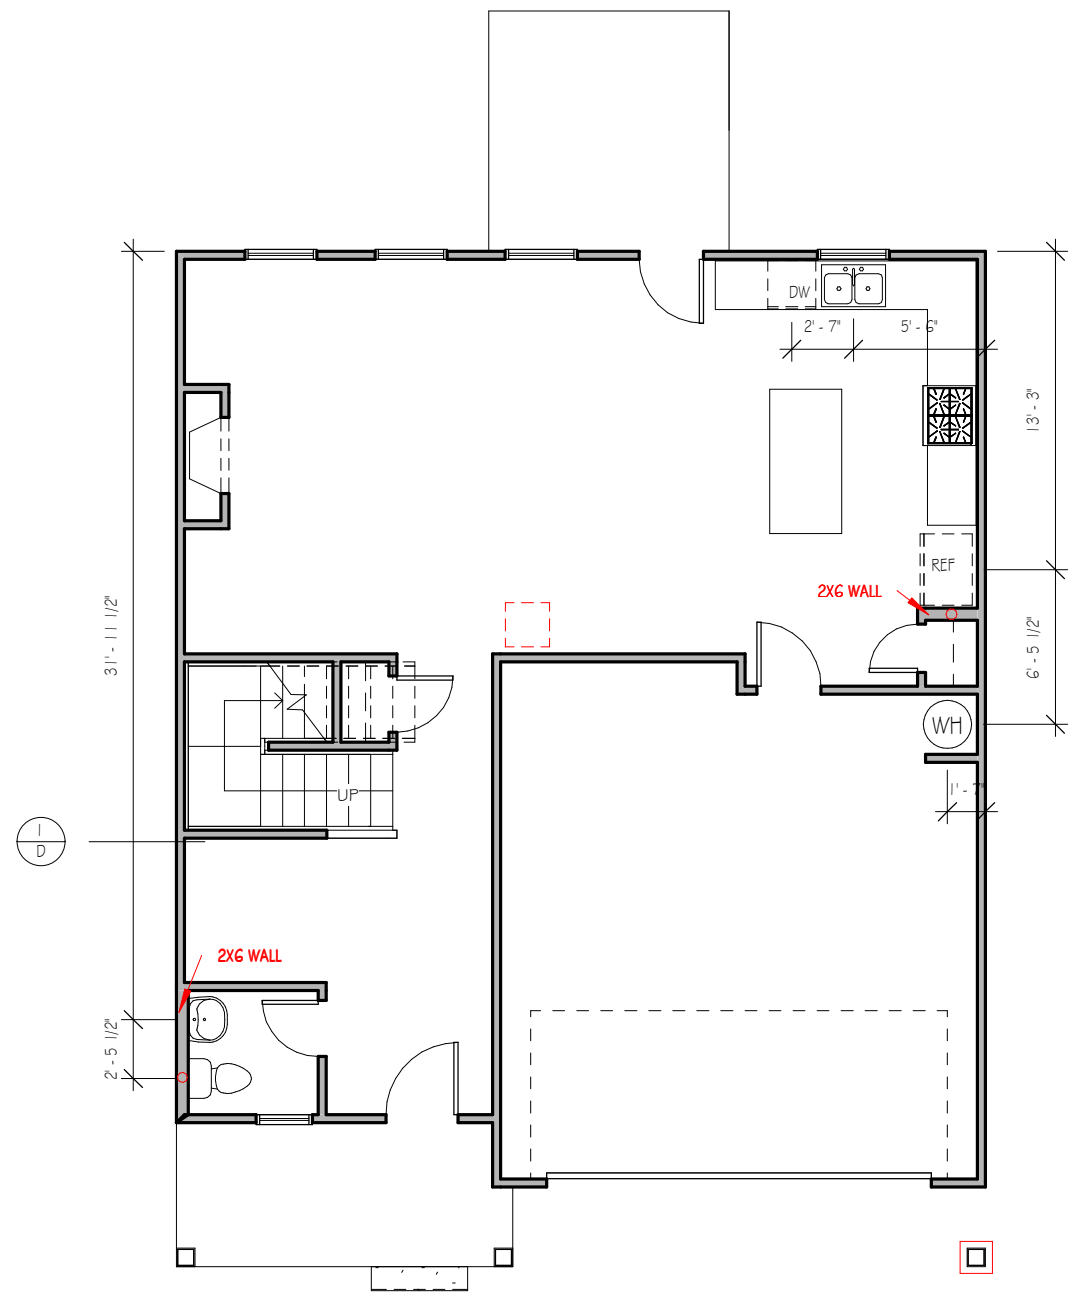 DW
2' - 7"
5' - 6"
13' - 3"
REF
2X6 WALL
31' - 11 1/2"
6' - 5 1/2"
WH
1' - 7"
UP
1
D
2X6 WALL
2' - 5 1/2"